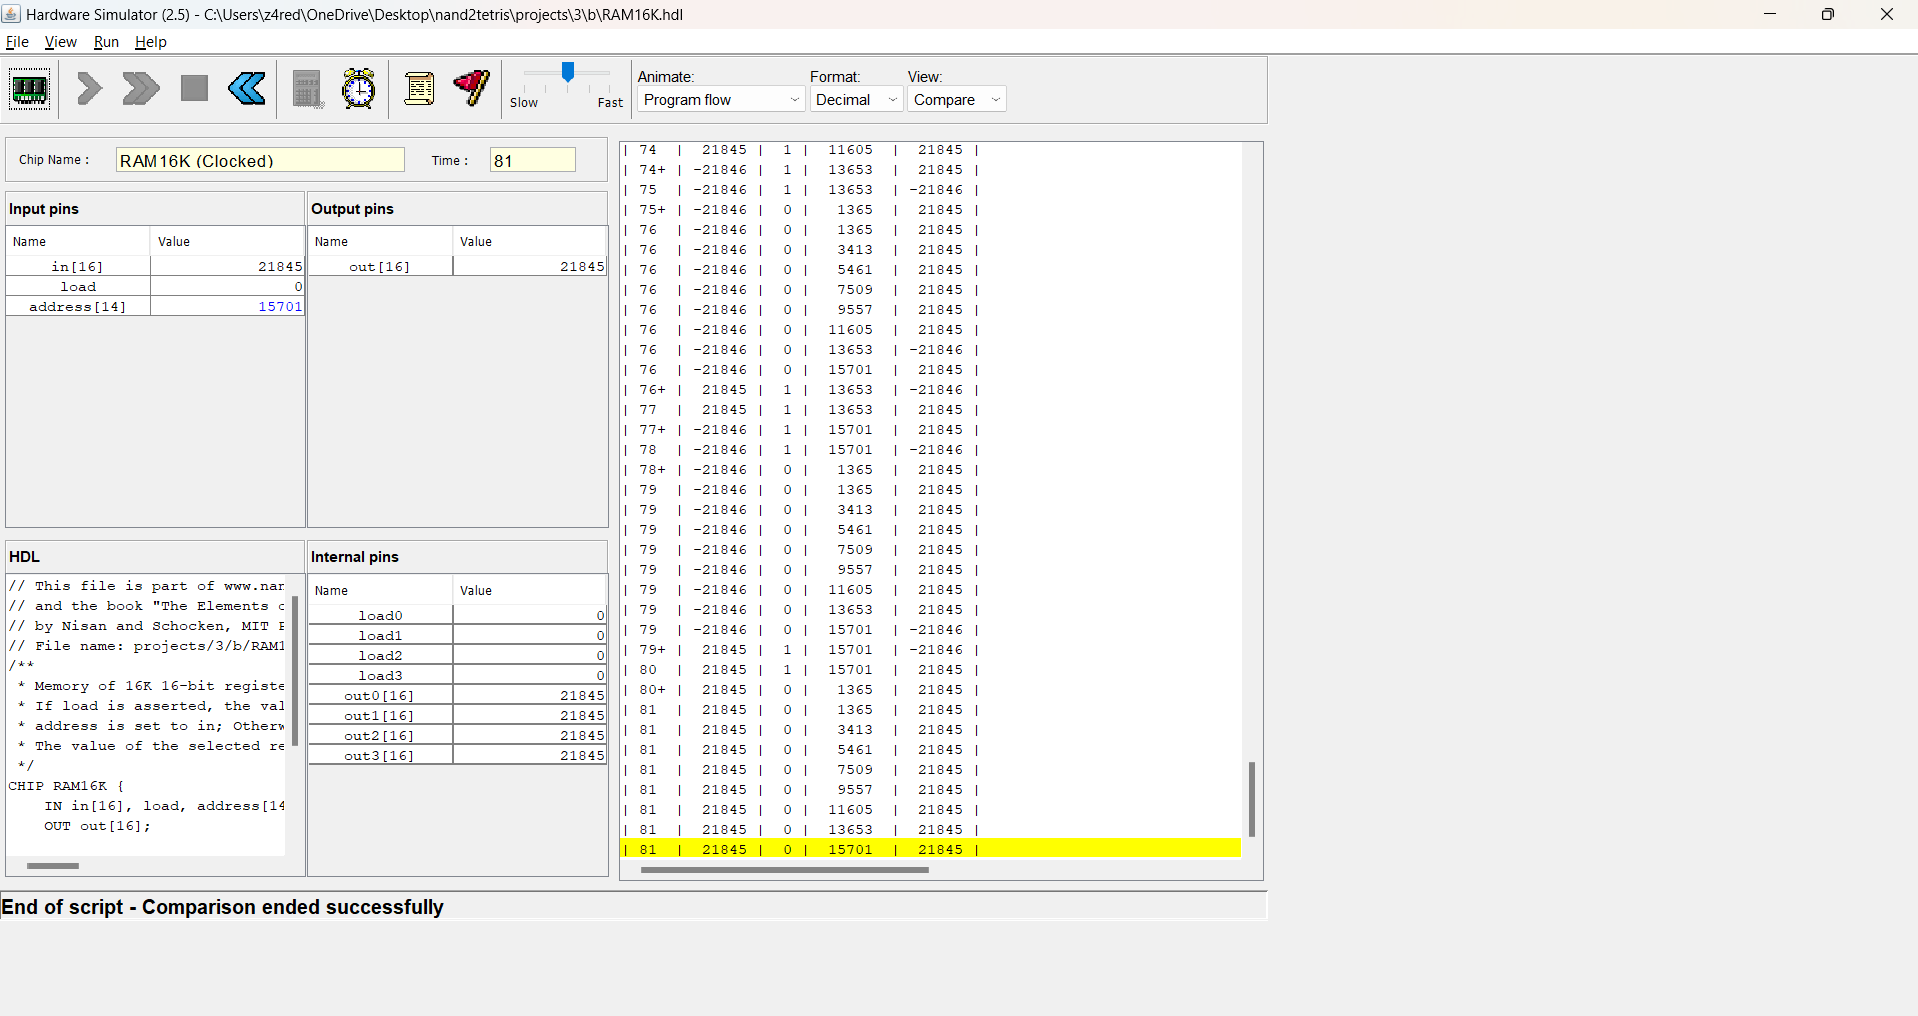 Hardware Simulator (2.5) - C:\Users\z4red\OneDrive\Desktop\nand2tetris\projects\3\b\RAM16K.hdl
File View Run Help
Slow Fast
Animate: Format: View:
Program flow Decimal Compare
Chip Name : RAM16K (Clocked) Time : 81
Input pins
Name Value
in[16] 21845
load 0
address[14] 15701
Output pins
Name Value
out[16] 21845
HDL
// This file is part of www.nan
// and the book "The Elements o
// by Nisan and Schocken, MIT P
// File name: projects/3/b/RAM1
/**
* Memory of 16K 16-bit registe
* If load is asserted, the val
* address is set to in; Otherw
* The value of the selected re
*/
CHIP RAM16K {
IN in[16], load, address[14
OUT out[16];
Internal pins
Name Value
load0 0
load1 0
load2 0
load3 0
out0[16] 21845
out1[16] 21845
out2[16] 21845
out3[16] 21845
| 74 | 21845 | 1 | 11605 | 21845 |
| 74+ | -21846 | 1 | 13653 | 21845 |
| 75 | -21846 | 1 | 13653 | -21846 |
| 75+ | -21846 | 0 | 1365 | 21845 |
| 76 | -21846 | 0 | 1365 | 21845 |
| 76 | -21846 | 0 | 3413 | 21845 |
| 76 | -21846 | 0 | 5461 | 21845 |
| 76 | -21846 | 0 | 7509 | 21845 |
| 76 | -21846 | 0 | 9557 | 21845 |
| 76 | -21846 | 0 | 11605 | 21845 |
| 76 | -21846 | 0 | 13653 | -21846 |
| 76 | -21846 | 0 | 15701 | 21845 |
| 76+ | 21845 | 1 | 13653 | -21846 |
| 77 | 21845 | 1 | 13653 | 21845 |
| 77+ | -21846 | 1 | 15701 | 21845 |
| 78 | -21846 | 1 | 15701 | -21846 |
| 78+ | -21846 | 0 | 1365 | 21845 |
| 79 | -21846 | 0 | 1365 | 21845 |
| 79 | -21846 | 0 | 3413 | 21845 |
| 79 | -21846 | 0 | 5461 | 21845 |
| 79 | -21846 | 0 | 7509 | 21845 |
| 79 | -21846 | 0 | 9557 | 21845 |
| 79 | -21846 | 0 | 11605 | 21845 |
| 79 | -21846 | 0 | 13653 | 21845 |
| 79 | -21846 | 0 | 15701 | -21846 |
| 79+ | 21845 | 1 | 15701 | -21846 |
| 80 | 21845 | 1 | 15701 | 21845 |
| 80+ | 21845 | 0 | 1365 | 21845 |
| 81 | 21845 | 0 | 1365 | 21845 |
| 81 | 21845 | 0 | 3413 | 21845 |
| 81 | 21845 | 0 | 5461 | 21845 |
| 81 | 21845 | 0 | 7509 | 21845 |
| 81 | 21845 | 0 | 9557 | 21845 |
| 81 | 21845 | 0 | 11605 | 21845 |
| 81 | 21845 | 0 | 13653 | 21845 |
| 81 | 21845 | 0 | 15701 | 21845 |
End of script - Comparison ended successfully